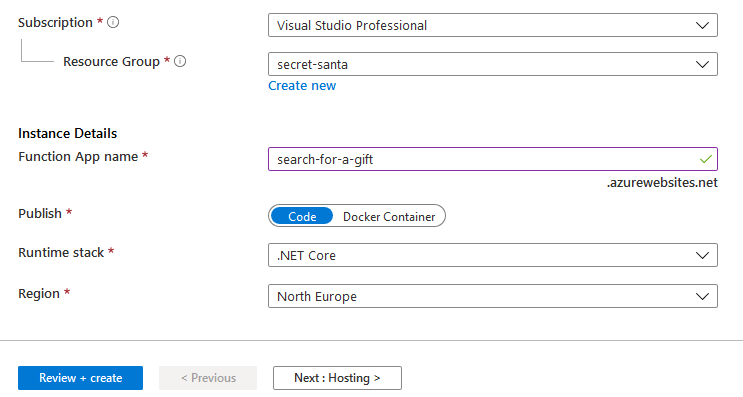 Subscription * Visual Studio Professional
Resource Group * secret-santa
Create new
Instance Details
Function App name * search-for-a-gift
.azurewebsites.net
Publish * Code Docker Container
Runtime stack * .NET Core
Region * North Europe
Review + create < Previous Next : Hosting >